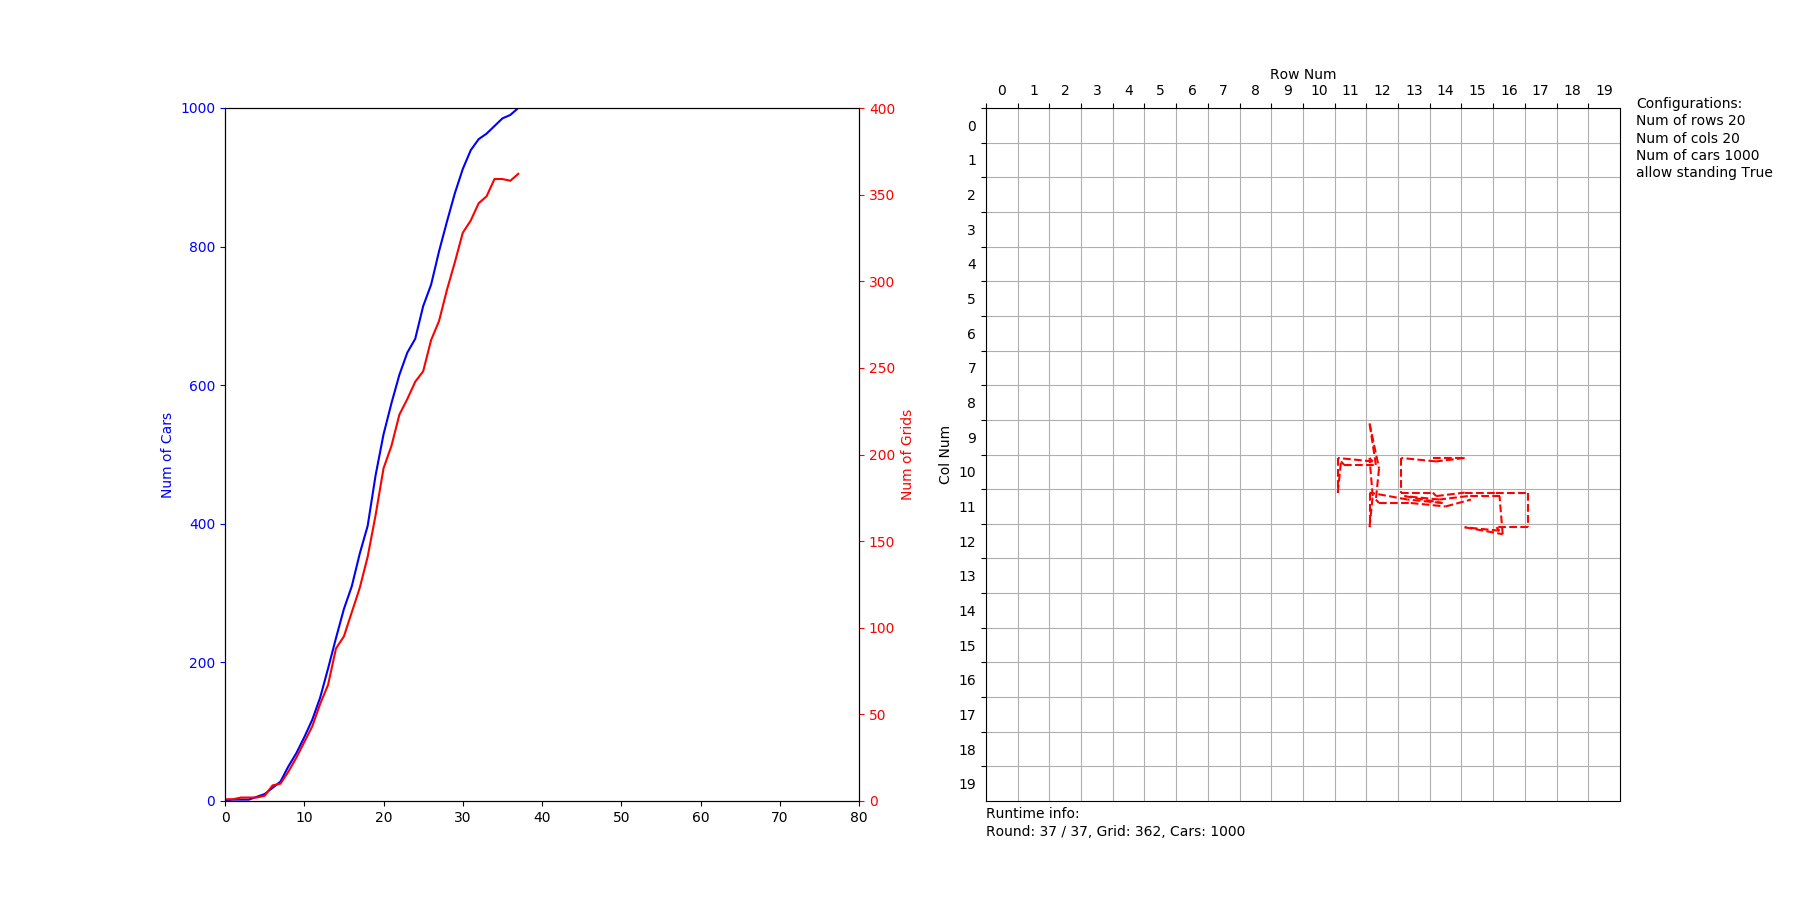 Num of Cars
1000
800
600
400
200
0
0 10 20 30 40 50 60 70 80
400
350
300
250
200
150
100
50
0
Num of Grids
Row Num
0 1 2 3 4 5 6 7 8 9 10 11 12 13 14 15 16 17 18 19
Col Num
0
1
2
3
4
5
6
7
8
9
10
11
12
13
14
15
16
17
18
19
Configurations:
Num of rows 20
Num of cols 20
Num of cars 1000
allow standing True
Runtime info:
Round: 37 / 37, Grid: 362, Cars: 1000